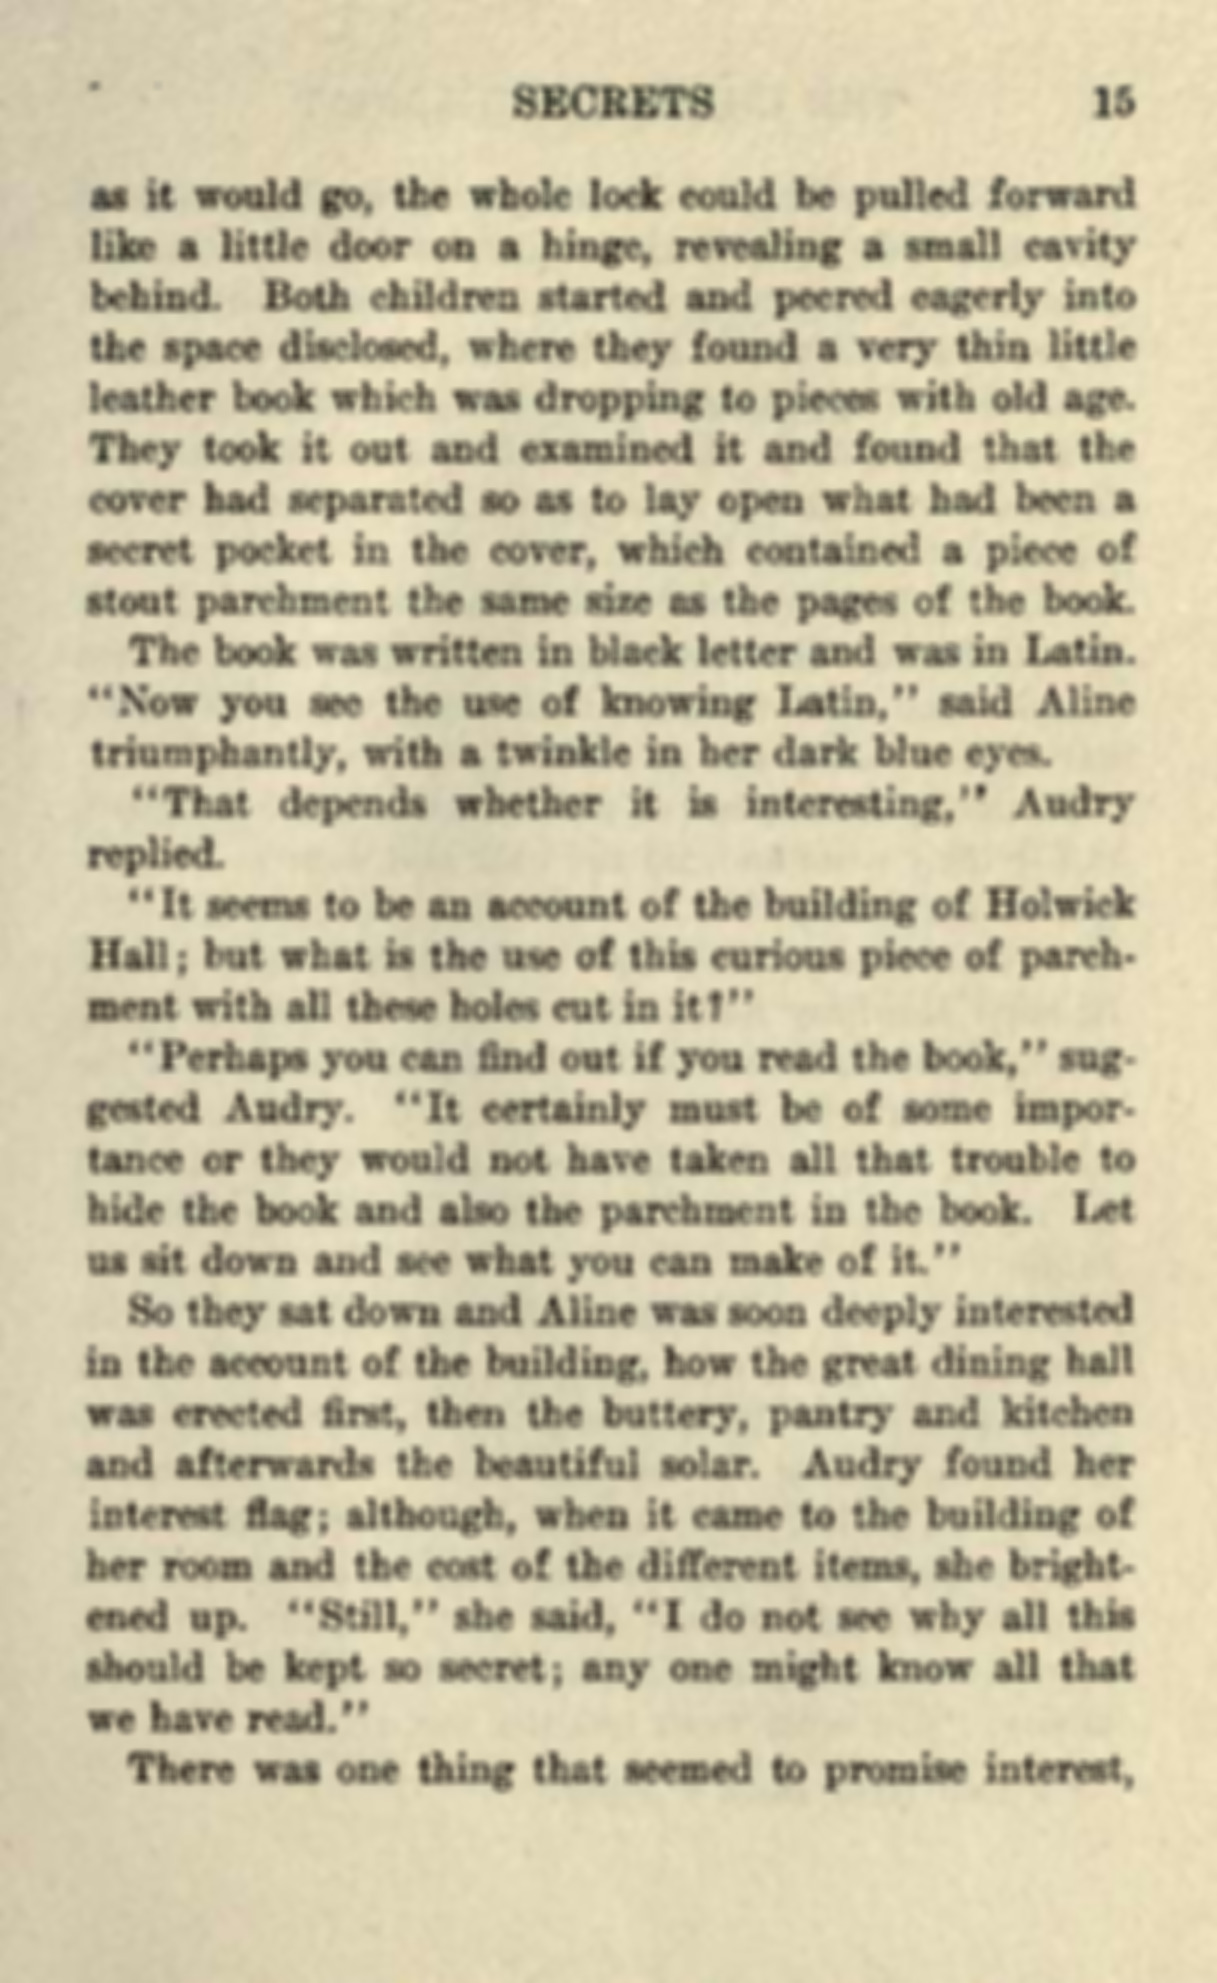 SECRETS 15
as it would go, the whole lock could be pulled forward
like a little door on a hinge, revealing a small cavity
behind. Both children started and peered eagerly into
the space disclosed, where they found a very thin little
leather book which was dropping to pieces with old age.
They took it out and examined it and found that the
cover had separated so as to lay open what had been a
secret pocket in the cover, which contained a piece of
stout parchment the same size as the pages of the book.
The book was written in black letter and was in Latin.
"Now you see the use of knowing Latin," said Aline
triumphantly, with a twinkle in her dark blue eyes.
"That depends whether it is interesting," Audry
replied.
"It seems to be an account of the building of Holwick
Hall; but what is the use of this curious piece of parch-
ment with all these holes cut in it?"
"Perhaps you can find out if you read the book," sug-
gested Audry. "It certainly must be of some impor-
tance or they would not have taken all that trouble to
hide the book and also the parchment in the book. Let
us sit down and see what you can make of it."
So they sat down and Aline was soon deeply interested
in the account of the building, how the great dining hall
was erected first, then the buttery, pantry and kitchen
and afterwards the beautiful solar. Audry found her
interest flag; although, when it came to the building of
her room and the cost of the different items, she bright-
ened up. "Still," she said, "I do not see why all this
should be kept so secret; any one might know all that
we have read."
There was one thing that seemed to promise interest,